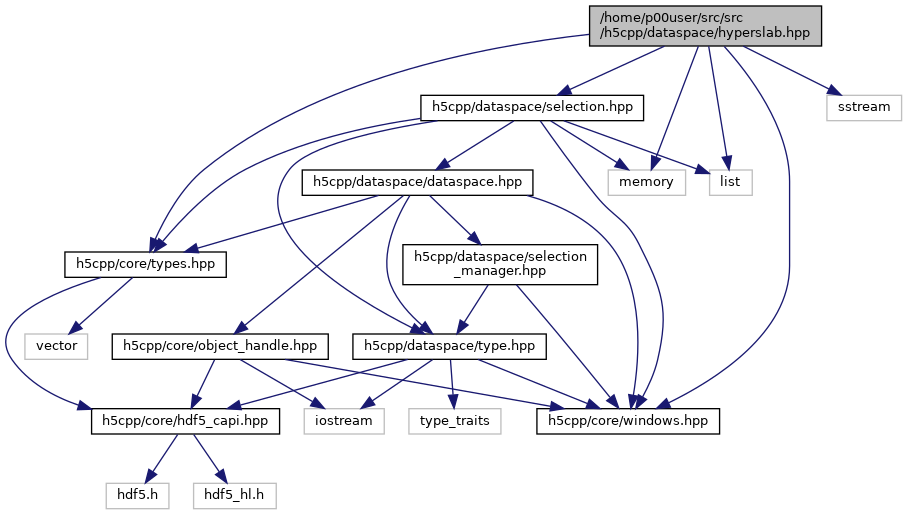 /home/p00user/src/src
/h5cpp/dataspace/hyperslab.hpp
h5cpp/dataspace/selection.hpp
sstream
h5cpp/dataspace/dataspace.hpp
memory
list
h5cpp/core/types.hpp
h5cpp/dataspace/selection
_manager.hpp
vector
h5cpp/core/object_handle.hpp
h5cpp/dataspace/type.hpp
h5cpp/core/hdf5_capi.hpp
iostream
type_traits
h5cpp/core/windows.hpp
hdf5.h
hdf5_hl.h